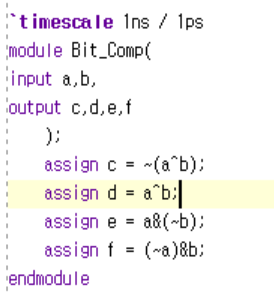 `timescale 1ns / 1ps
module Bit_Comp(
input a,b,
output c,d,e,f
    );
    assign c = ~(a^b);
    assign d = a^b;
    assign e = a&(~b);
    assign f = (~a)&b;
endmodule